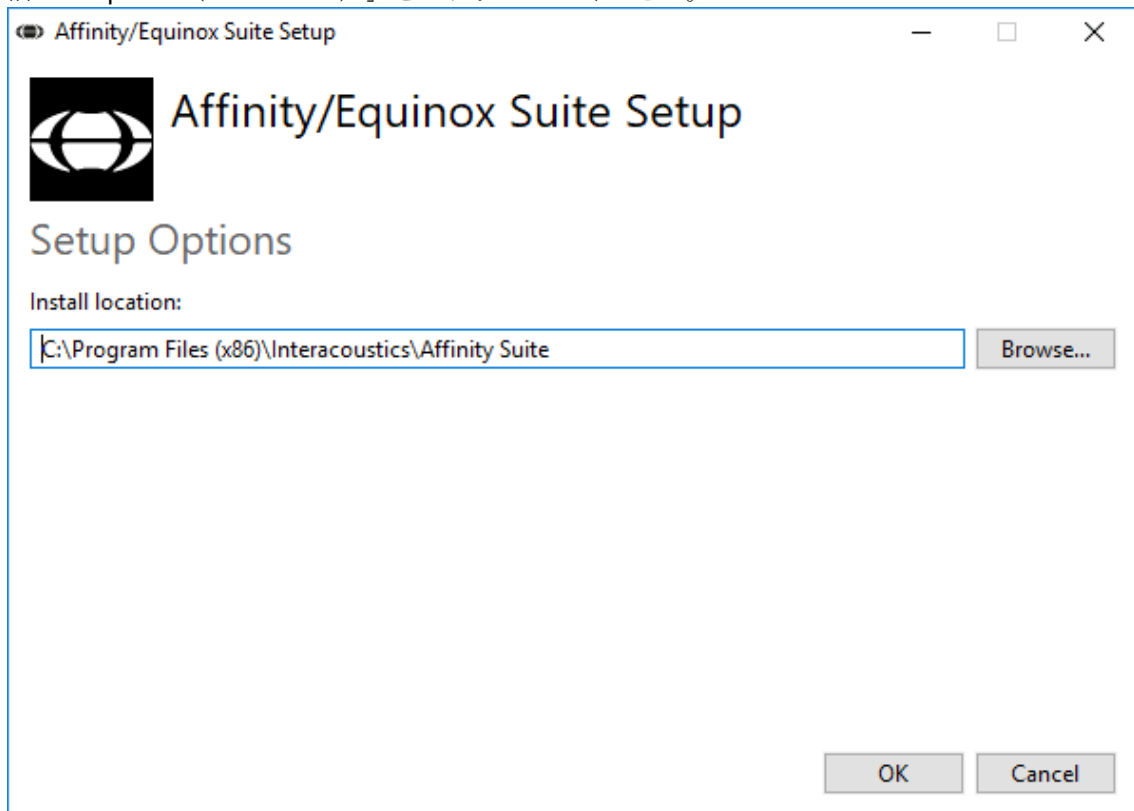 Affinity/Equinox Suite Setup
Affinity/Equinox Suite Setup
Setup Options
Install location:
C:\Program Files (x86)\Interacoustics\Affinity Suite
Browse...
OK
Cancel